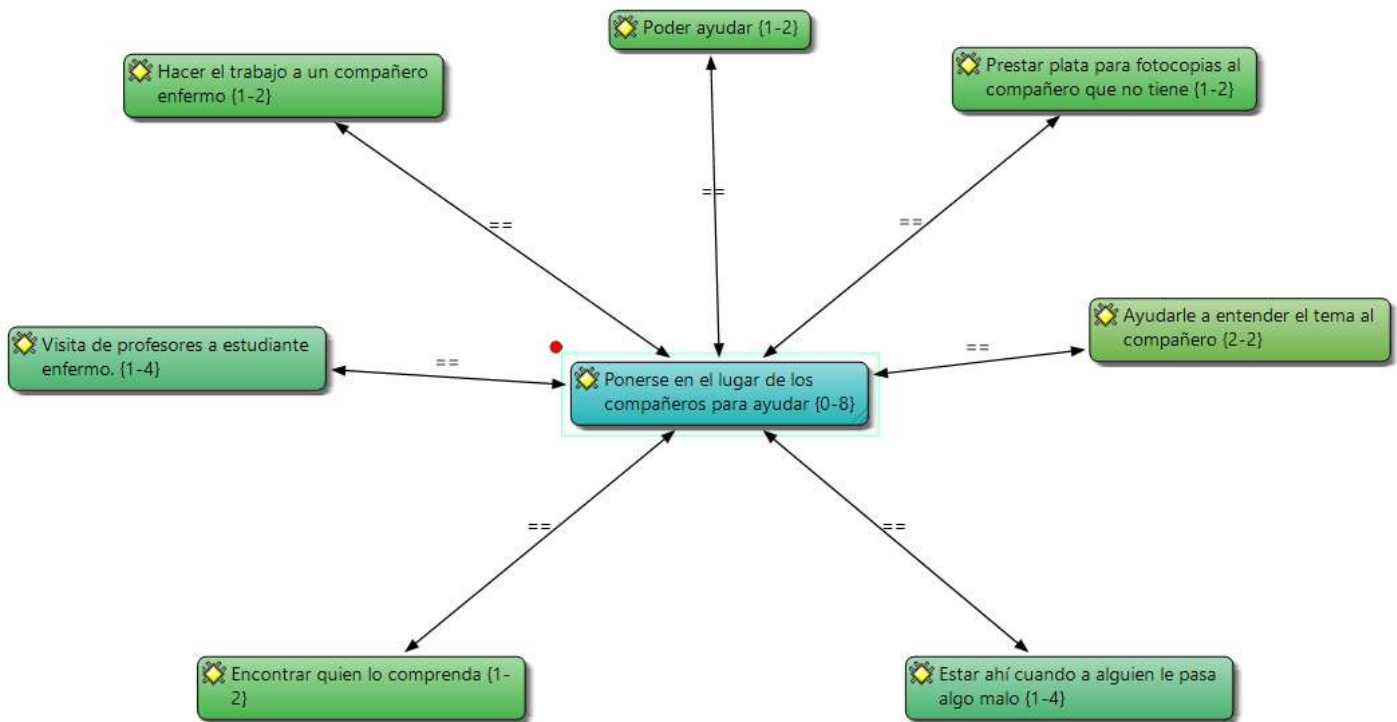 Poder ayudar {1-2}
Hacer el trabajo a un compañero
enfermo {1-2}
Prestar plata para fotocopias al
compañero que no tiene {1-2}
==
==
==
Ayudarle a entender el tema al
compañero {2-2}
Visita de profesores a estudiante
enfermo. {1-4}
==
==
Ponerse en el lugar de los
compañeros para ayudar {0-8}
==
==
Encontrar quien lo comprenda {1-
2}
Estar ahí cuando a alguien le pasa
algo malo {1-4}